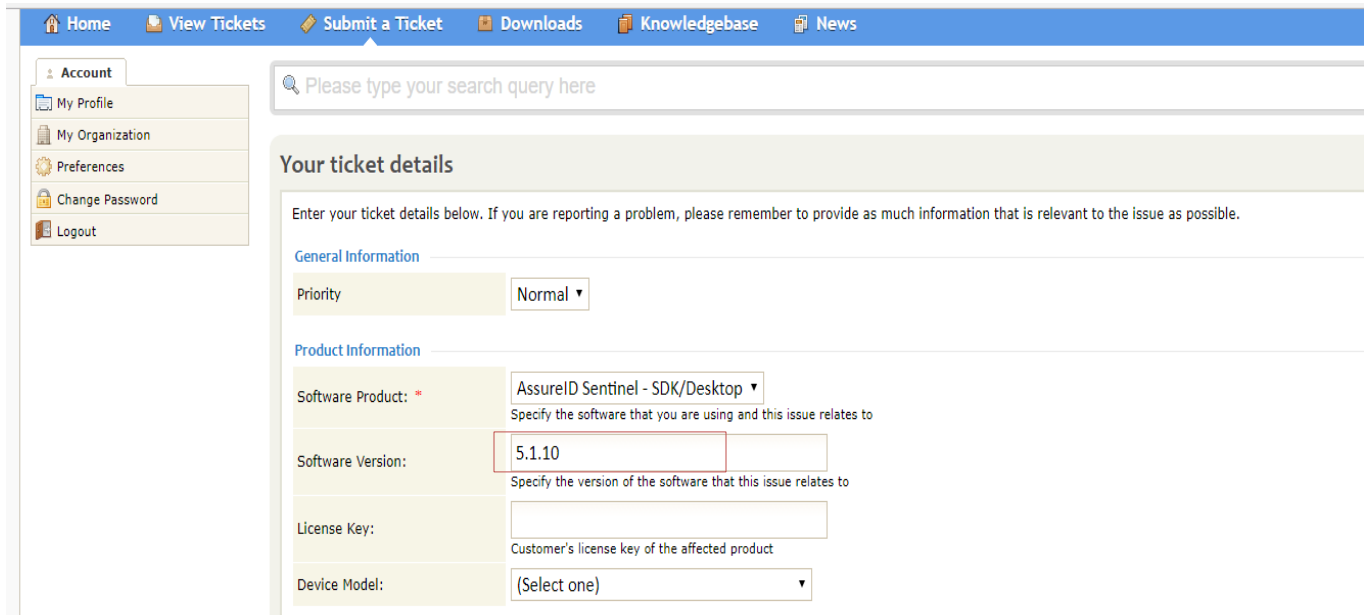 Home View Tickets Submit a Ticket Downloads Knowledgebase News
Account
My Profile
My Organization
Preferences
Change Password
Logout
Please type your search query here
Your ticket details
Enter your ticket details below. If you are reporting a problem, please remember to provide as much information that is relevant to the issue as possible.
General Information
Priority Normal
Product Information
Software Product: * AssureID Sentinel - SDK/Desktop
Specify the software that you are using and this issue relates to
Software Version: 5.1.10
Specify the version of the software that this issue relates to
License Key:
Customer's license key of the affected product
Device Model: (Select one)